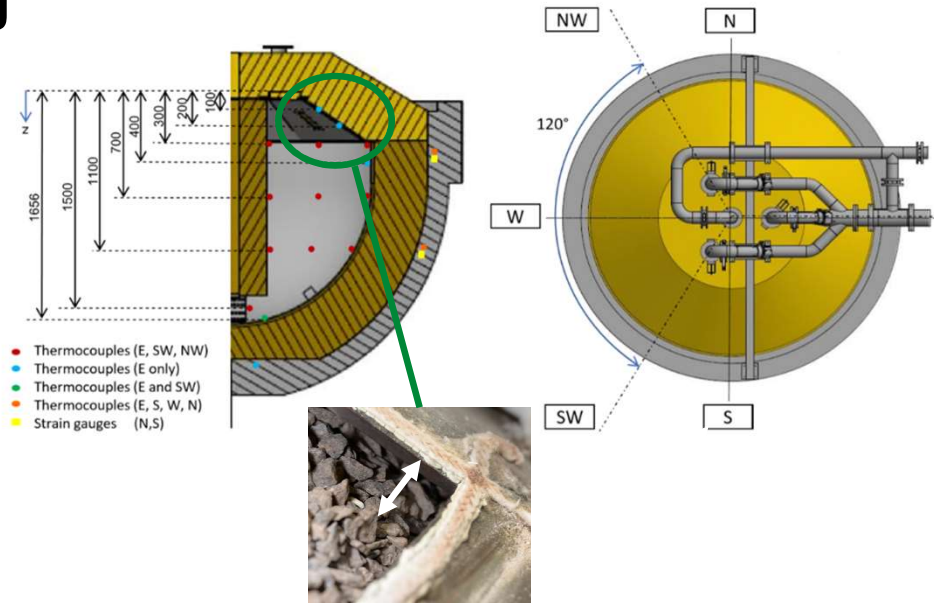 NW
N
120°
W
SW
S
z
1656
1500
1100
700
400
300
200
100
Thermocouples (E, SW, NW)
Thermocouples (E only)
Thermocouples (E and SW)
Thermocouples (E, S, W, N)
Strain gauges (N,S)